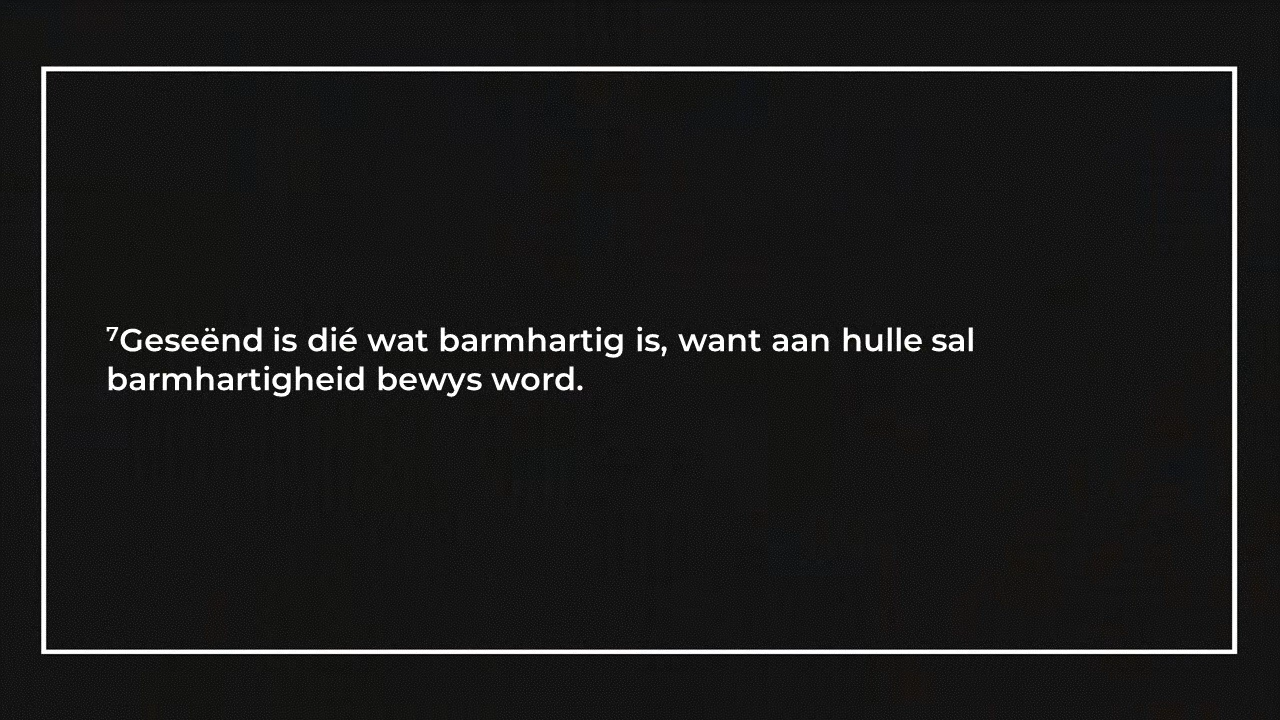 ⁷Geseënd is dié wat barmhartig is, want aan hulle sal
barmhartigheid bewys word.